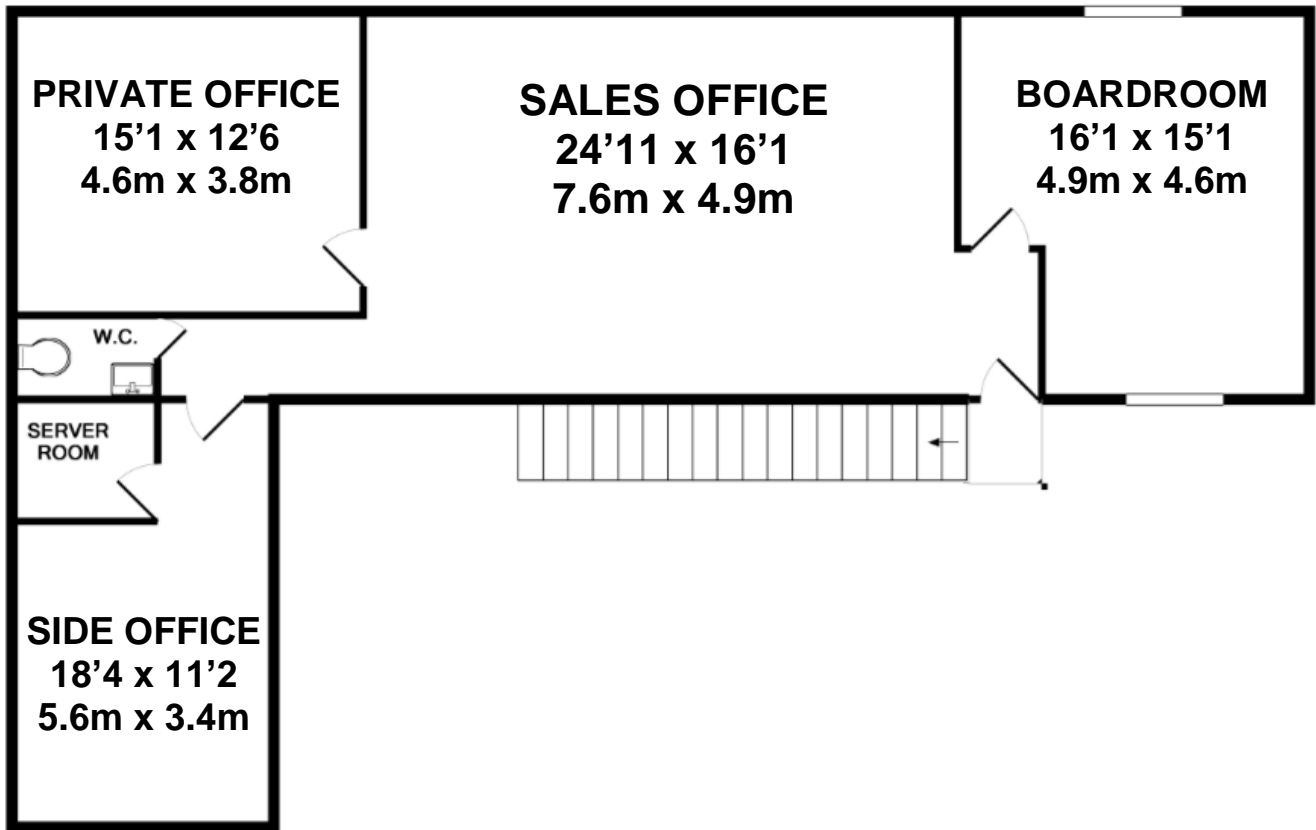 PRIVATE OFFICE
15’1 x 12’6
4.6m x 3.8m
SALES OFFICE
24’11 x 16’1
7.6m x 4.9m
BOARDROOM
16’1 x 15’1
4.9m x 4.6m
W.C.
SERVER
ROOM
SIDE OFFICE
18’4 x 11’2
5.6m x 3.4m